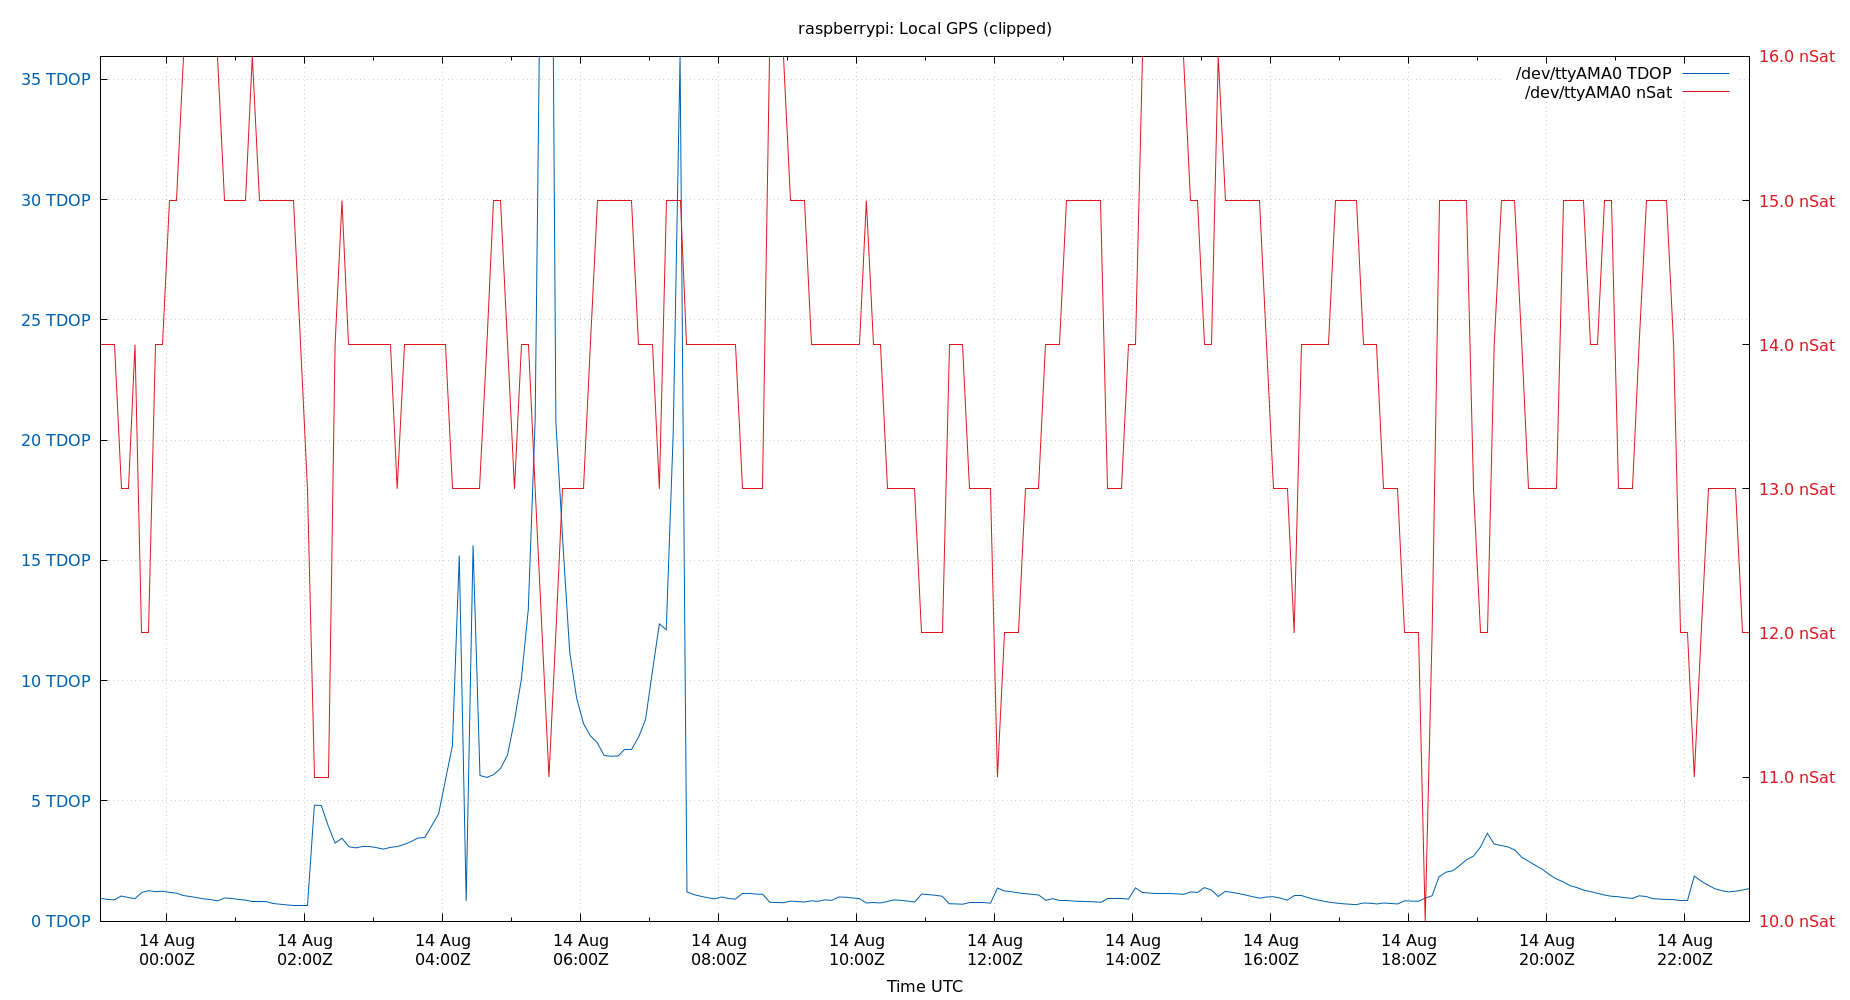 raspberrypi: Local GPS (clipped)
35 TDOP
30 TDOP
25 TDOP
20 TDOP
15 TDOP
10 TDOP
5 TDOP
0 TDOP
/dev/ttyAMA0 TDOP
/dev/ttyAMA0 nSat
16.0 nSat
15.0 nSat
14.0 nSat
13.0 nSat
12.0 nSat
11.0 nSat
10.0 nSat
14 Aug
00:00Z
14 Aug
02:00Z
14 Aug
04:00Z
14 Aug
06:00Z
14 Aug
08:00Z
14 Aug
10:00Z
14 Aug
12:00Z
14 Aug
14:00Z
14 Aug
16:00Z
14 Aug
18:00Z
14 Aug
20:00Z
14 Aug
22:00Z
Time UTC